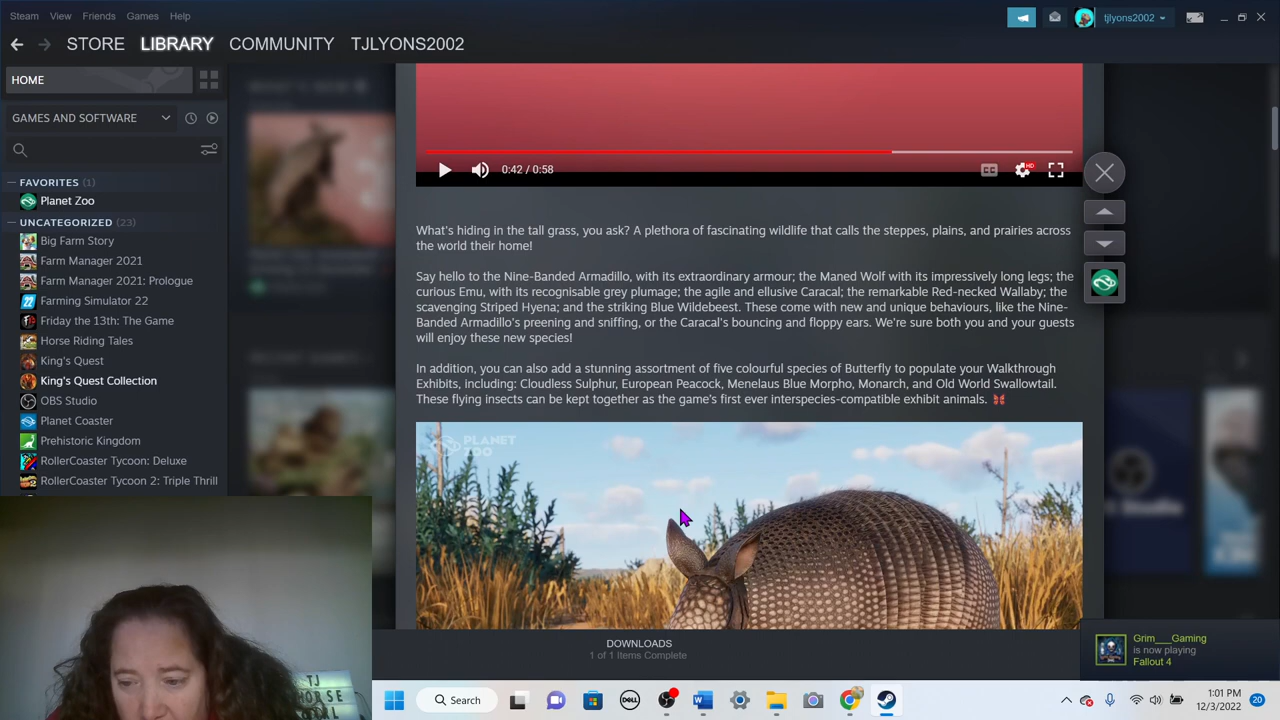 Steam View Friends Games Help
tjlyons2002
STORE LIBRARY COMMUNITY TJLYONS2002
HOME
GAMES AND SOFTWARE
FAVORITES (1)
Planet Zoo
UNCATEGORIZED (23)
Big Farm Story
Farm Manager 2021
Farm Manager 2021: Prologue
Farming Simulator 22
Friday the 13th: The Game
Horse Riding Tales
King's Quest
King's Quest Collection
OBS Studio
Planet Coaster
Prehistoric Kingdom
RollerCoaster Tycoon: Deluxe
RollerCoaster Tycoon 2: Triple Thrill
0:42 / 0:58
CC
HD
What's hiding in the tall grass, you ask? A plethora of fascinating wildlife that calls the steppes, plains, and prairies across
the world their home!
Say hello to the Nine-Banded Armadillo, with its extraordinary armour; the Maned Wolf with its impressively long legs; the
curious Emu, with its recognisable grey plumage; the agile and ellusive Caracal; the remarkable Red-necked Wallaby; the
scavenging Striped Hyena; and the striking Blue Wildebeest. These come with new and unique behaviours, like the Nine-
Banded Armadillo's preening and sniffing, or the Caracal's bouncing and floppy ears. We're sure both you and your guests
will enjoy these new species!
In addition, you can also add a stunning assortment of five colourful species of Butterfly to populate your Walkthrough
Exhibits, including: Cloudless Sulphur, European Peacock, Menelaus Blue Morpho, Monarch, and Old World Swallowtail.
These flying insects can be kept together as the game's first ever interspecies-compatible exhibit animals.
PLANET
ZOO
DOWNLOADS
1 of 1 Items Complete
Grim___Gaming
is now playing
Fallout 4
TJ
HORSE
Search
DELL
1:01 PM
12/3/2022
20